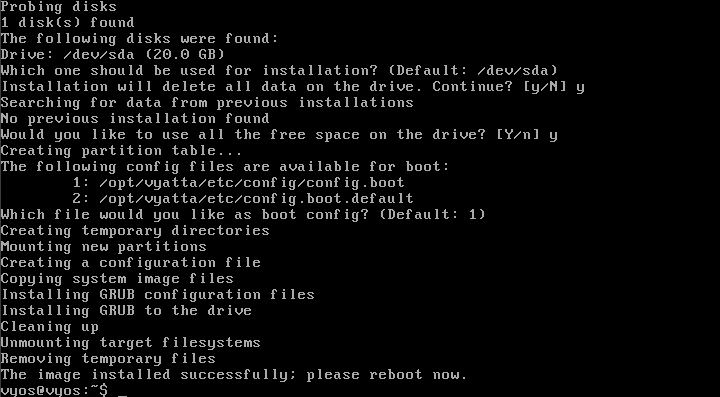 Probing disks
1 disk(s) found
The following disks were found:
Drive: /dev/sda (20.0 GB)
Which one should be used for installation? (Default: /dev/sda)
Installation will delete all data on the drive. Continue? [y/N] y
Searching for data from previous installations
No previous installation found
Would you like to use all the free space on the drive? [Y/n] y
Creating partition table...
The following config files are available for boot:
        1: /opt/vyatta/etc/config/config.boot
        2: /opt/vyatta/etc/config.boot.default
Which file would you like as boot config? (Default: 1)
Creating temporary directories
Mounting new partitions
Creating a configuration file
Copying system image files
Installing GRUB configuration files
Installing GRUB to the drive
Cleaning up
Unmounting target filesystems
Removing temporary files
The image installed successfully; please reboot now.
vyos@vyos:~$ _